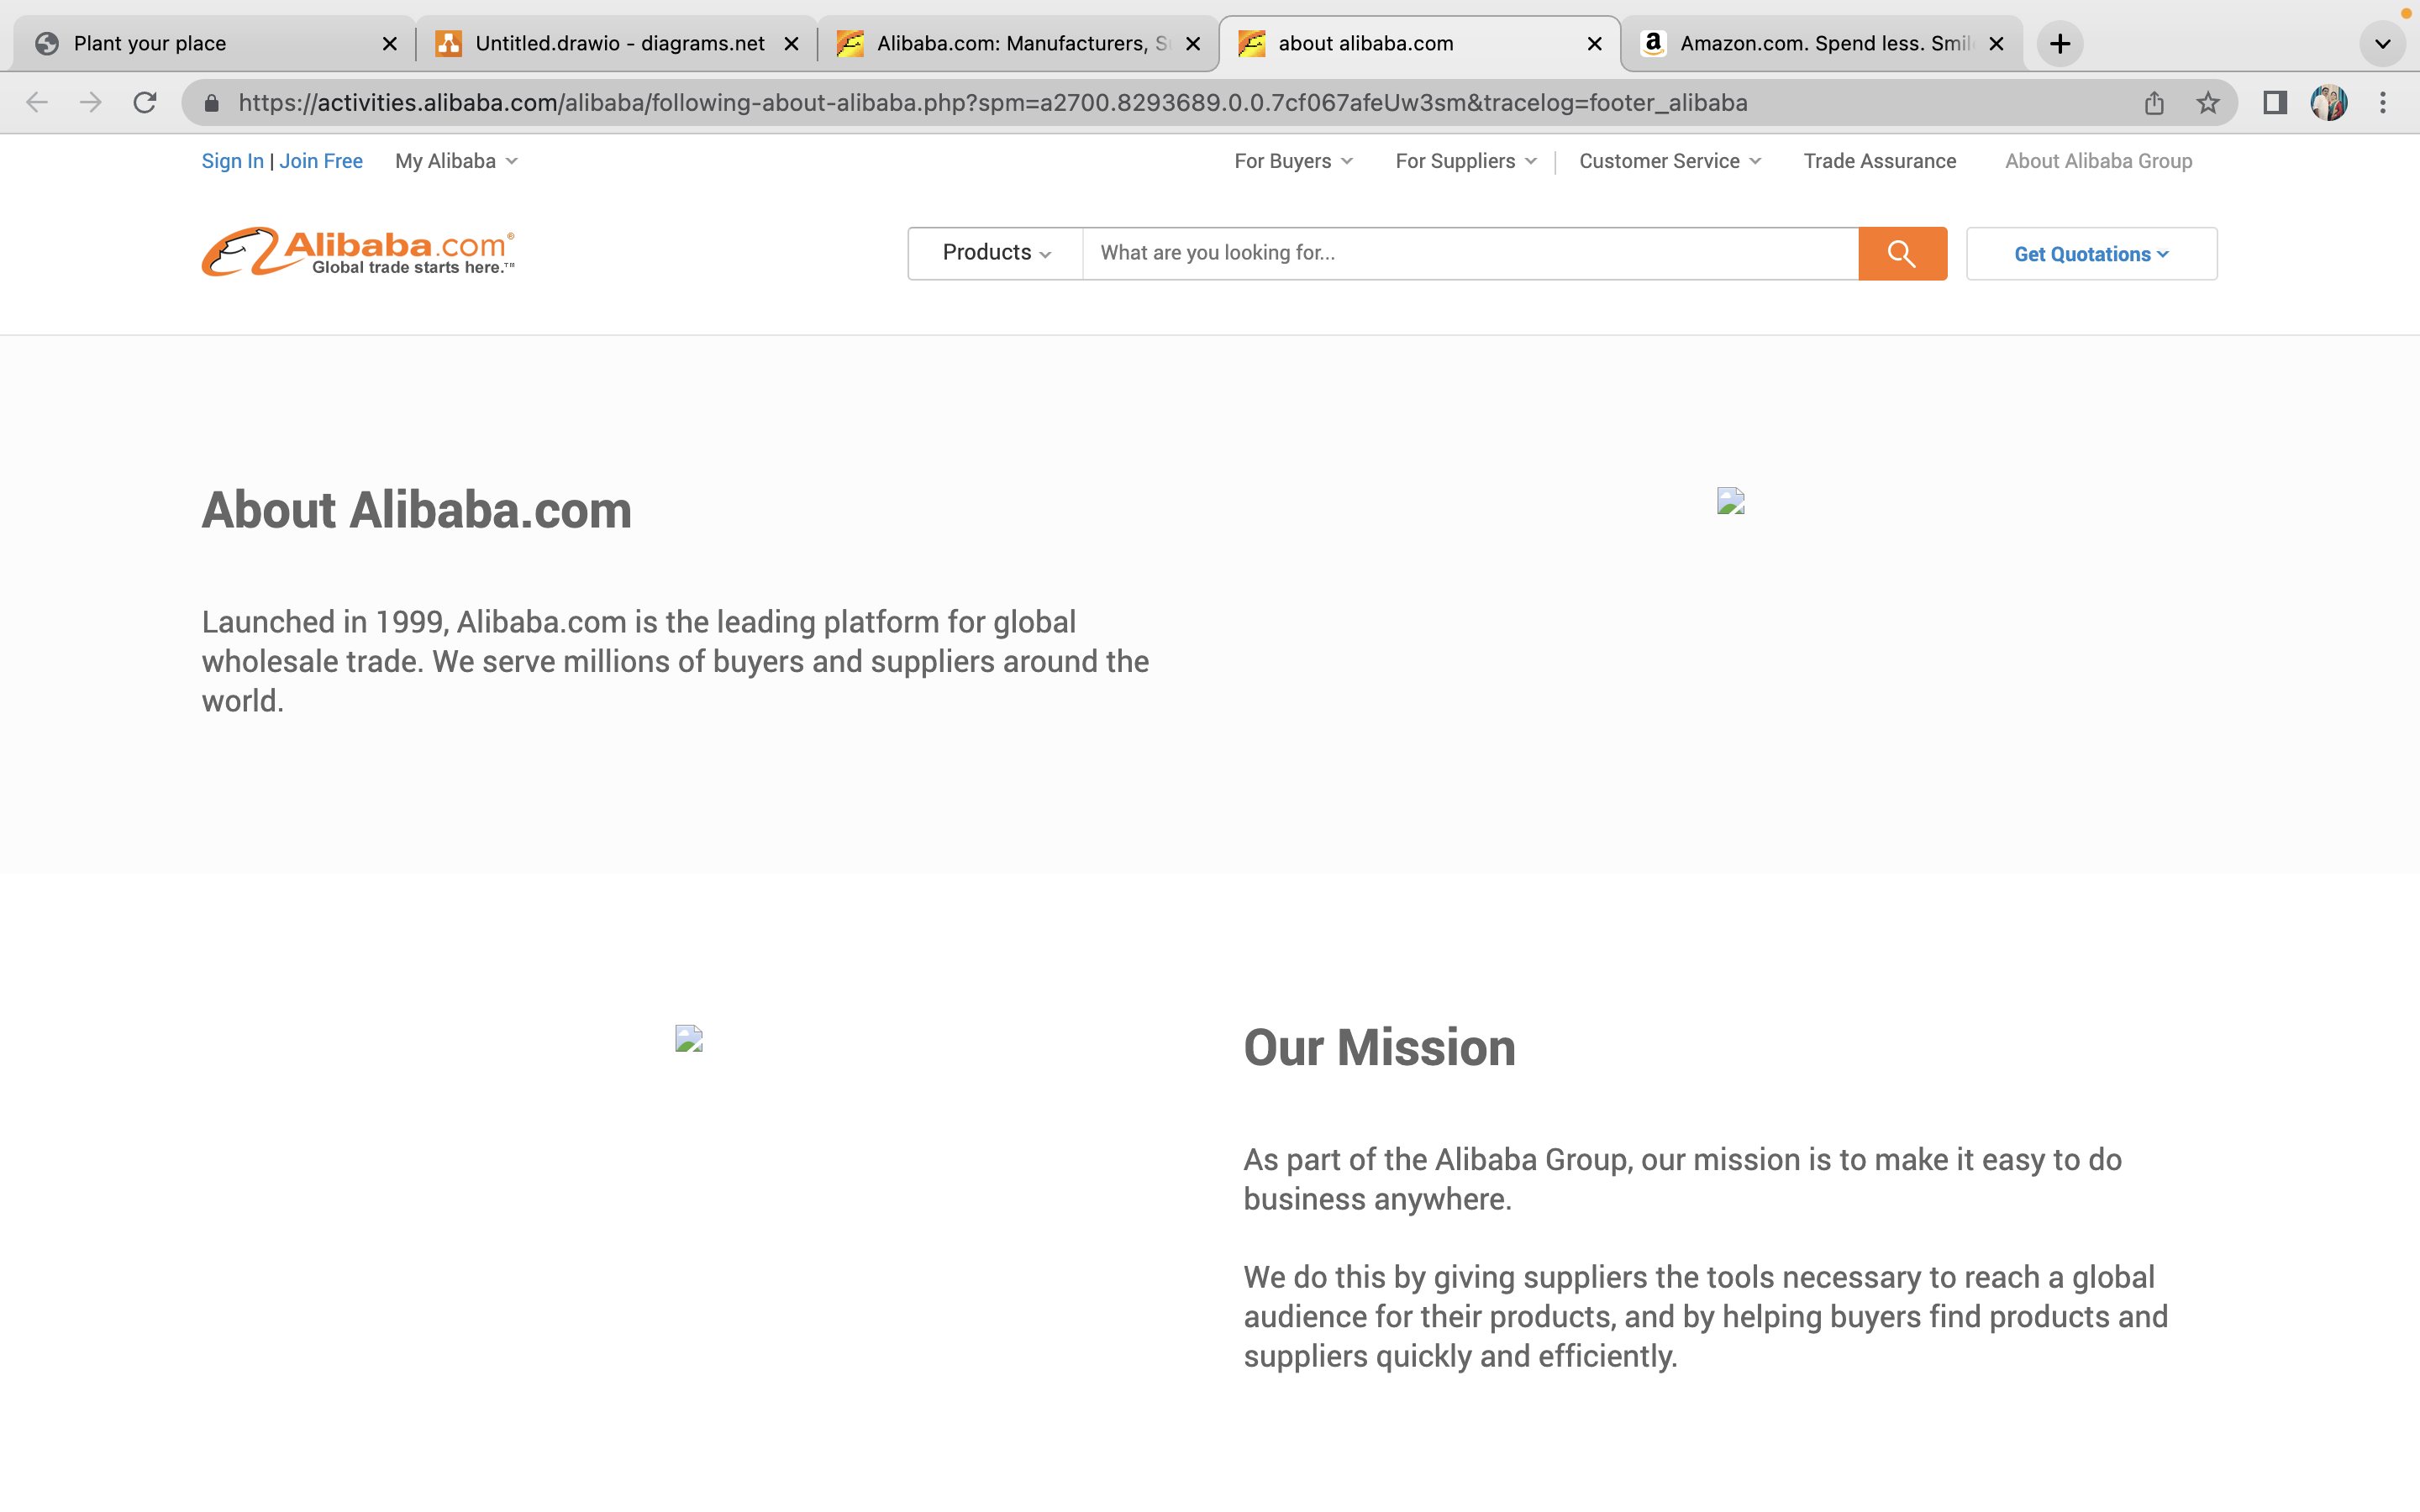 Plant your place
Untitled.drawio - diagrams.net
Alibaba.com: Manufacturers,
about alibaba.com
Amazon.com. Spend less.
https://activities.alibaba.com/alibaba/following-about-alibaba.php?spm=a2700.8293689.0.0.7cf067afeUw3sm&tracelog=footer_alibaba
Sign In | Join Free My Alibaba For Buyers For Suppliers Customer Service Trade Assurance About Alibaba Group
Alibaba.com®
Global trade starts here.™
Products What are you looking for... Get Quotations
About Alibaba.com
Launched in 1999, Alibaba.com is the leading platform for global
wholesale trade. We serve millions of buyers and suppliers around the
world.
Our Mission
As part of the Alibaba Group, our mission is to make it easy to do
business anywhere.
We do this by giving suppliers the tools necessary to reach a global
audience for their products, and by helping buyers find products and
suppliers quickly and efficiently.